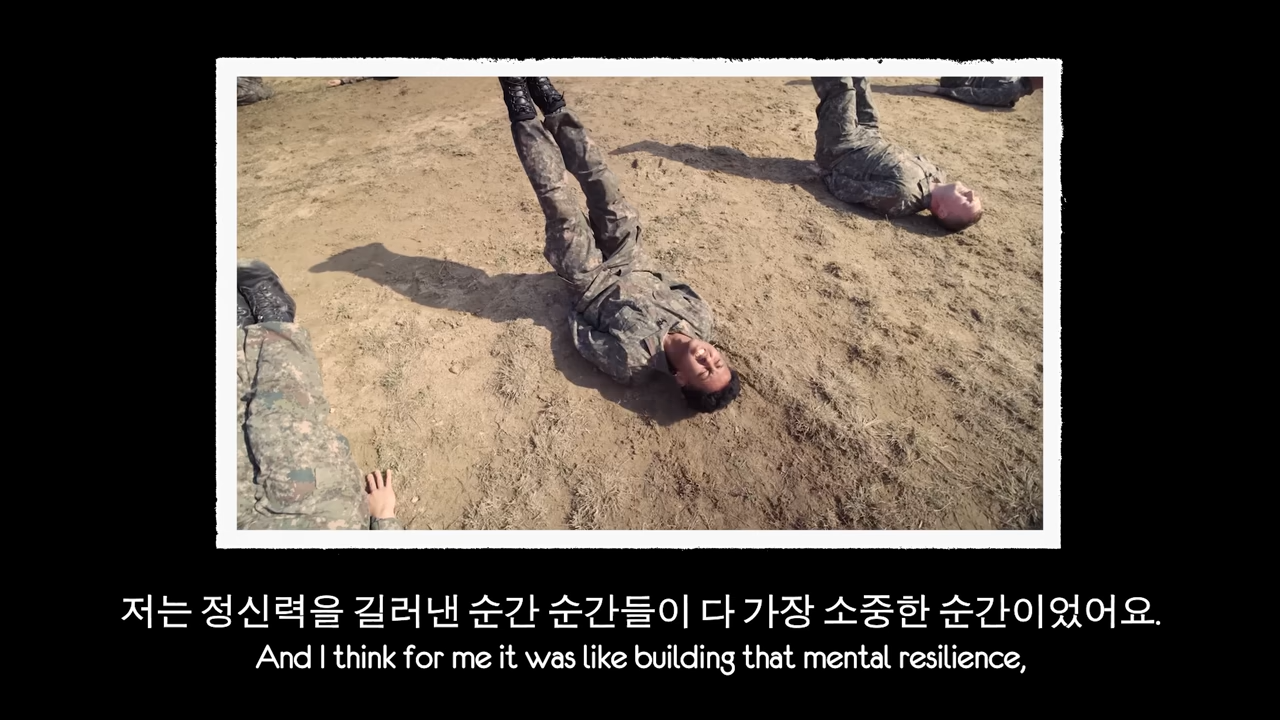 저는 정신력을 길러낸 순간 순간들이 다 가장 소중한 순간이었어요.
And I think for me it was like building that mental resilience,